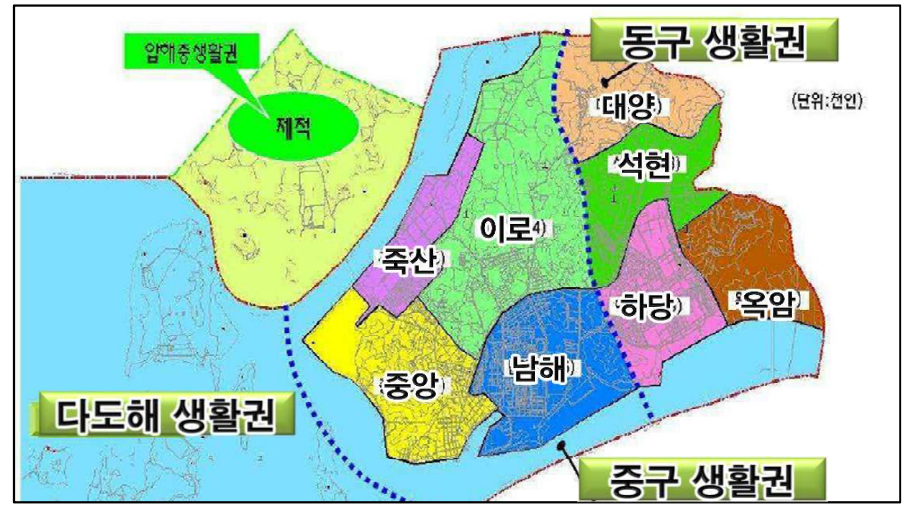 동구 생활권
압해중생활권
(단위:천인)
대양
제적
석현
이로
죽산
하당
옥암
남해
중앙
다도해 생활권
중구 생활권